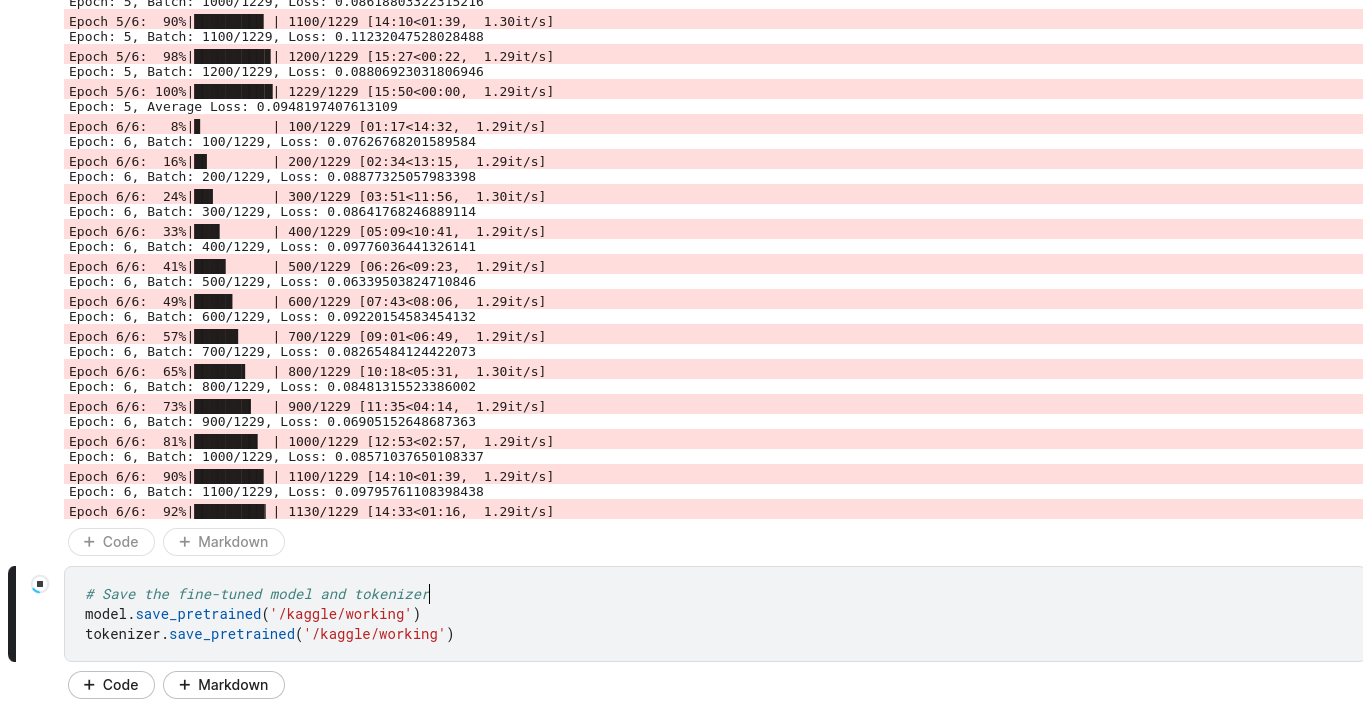 Epoch: 5, Batch: 1000/1229, Loss: 0.08618803322315216
Epoch 5/6:  90%|█████████ | 1100/1229 [14:10<01:39,  1.30it/s]
Epoch: 5, Batch: 1100/1229, Loss: 0.11232047528028488
Epoch 5/6:  98%|█████████▊| 1200/1229 [15:27<00:22,  1.29it/s]
Epoch: 5, Batch: 1200/1229, Loss: 0.08806923031806946
Epoch 5/6: 100%|██████████| 1229/1229 [15:50<00:00,  1.29it/s]
Epoch: 5, Average Loss: 0.0948197407613109
Epoch 6/6:   8%|▊         | 100/1229 [01:17<14:32,  1.29it/s]
Epoch: 6, Batch: 100/1229, Loss: 0.07626768201589584
Epoch 6/6:  16%|█▋        | 200/1229 [02:34<13:15,  1.29it/s]
Epoch: 6, Batch: 200/1229, Loss: 0.08877325057983398
Epoch 6/6:  24%|██▍       | 300/1229 [03:51<11:56,  1.30it/s]
Epoch: 6, Batch: 300/1229, Loss: 0.08641768246889114
Epoch 6/6:  33%|███▎      | 400/1229 [05:09<10:41,  1.29it/s]
Epoch: 6, Batch: 400/1229, Loss: 0.09776036441326141
Epoch 6/6:  41%|████      | 500/1229 [06:26<09:23,  1.29it/s]
Epoch: 6, Batch: 500/1229, Loss: 0.06339503824710846
Epoch 6/6:  49%|████▉     | 600/1229 [07:43<08:06,  1.29it/s]
Epoch: 6, Batch: 600/1229, Loss: 0.09220154583454132
Epoch 6/6:  57%|█████▋    | 700/1229 [09:01<06:49,  1.29it/s]
Epoch: 6, Batch: 700/1229, Loss: 0.08265484124422073
Epoch 6/6:  65%|██████▌   | 800/1229 [10:18<05:31,  1.30it/s]
Epoch: 6, Batch: 800/1229, Loss: 0.08481315523386002
Epoch 6/6:  73%|███████▎  | 900/1229 [11:35<04:14,  1.29it/s]
Epoch: 6, Batch: 900/1229, Loss: 0.06905152648687363
Epoch 6/6:  81%|████████▏ | 1000/1229 [12:53<02:57,  1.29it/s]
Epoch: 6, Batch: 1000/1229, Loss: 0.08571037650108337
Epoch 6/6:  90%|█████████ | 1100/1229 [14:10<01:39,  1.29it/s]
Epoch: 6, Batch: 1100/1229, Loss: 0.09795761108398438
Epoch 6/6:  92%|█████████▏| 1130/1229 [14:33<01:16,  1.29it/s]
+ Code + Markdown
# Save the fine-tuned model and tokenizer
model.save_pretrained('/kaggle/working')
tokenizer.save_pretrained('/kaggle/working')
+ Code + Markdown